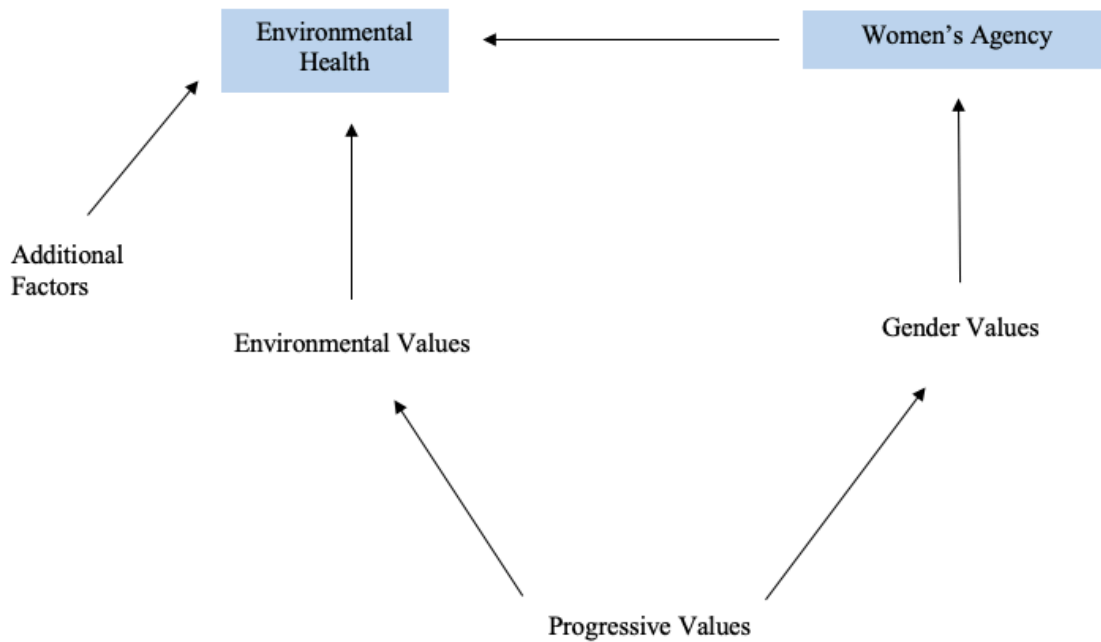 Environmental
Health
Women's Agency
Additional
Factors
Environmental Values
Gender Values
Progressive Values